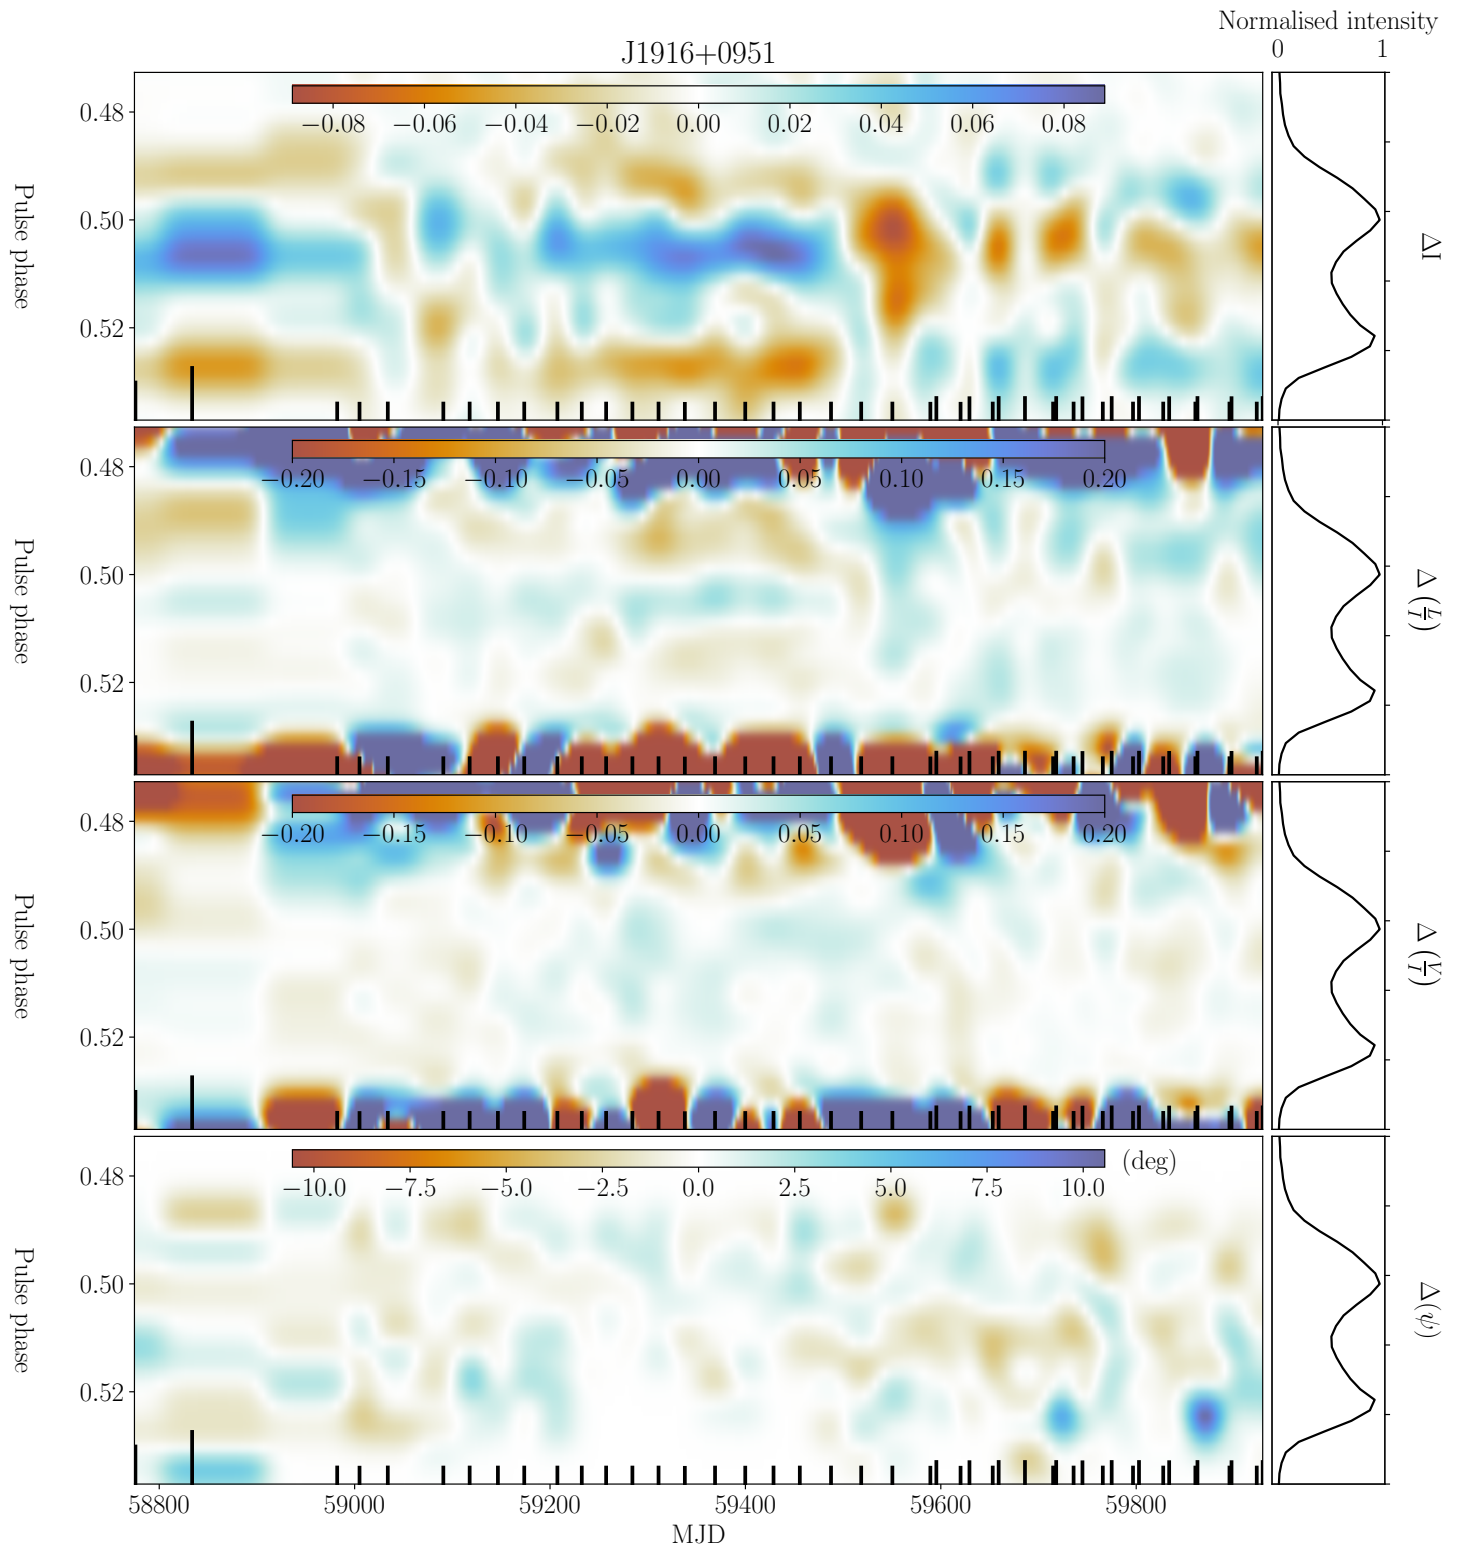 Normalised intensity
0 1
J1916+0951
−0.08 −0.06 −0.04 −0.02 0.00 0.02 0.04 0.06 0.08
0.48
0.50
0.52
Pulse phase
ΔI
−0.20 −0.15 −0.10 −0.05 0.00 0.05 0.10 0.15 0.20
0.48
0.50
0.52
Pulse phase
Δ (L/I)
−0.20 −0.15 −0.10 −0.05 0.00 0.05 0.10 0.15 0.20
0.48
0.50
0.52
Pulse phase
Δ (V/I)
(deg)
−10.0 −7.5 −5.0 −2.5 0.0 2.5 5.0 7.5 10.0
0.48
0.50
0.52
Pulse phase
Δ(ψ)
58800 59000 59200 59400 59600 59800
MJD